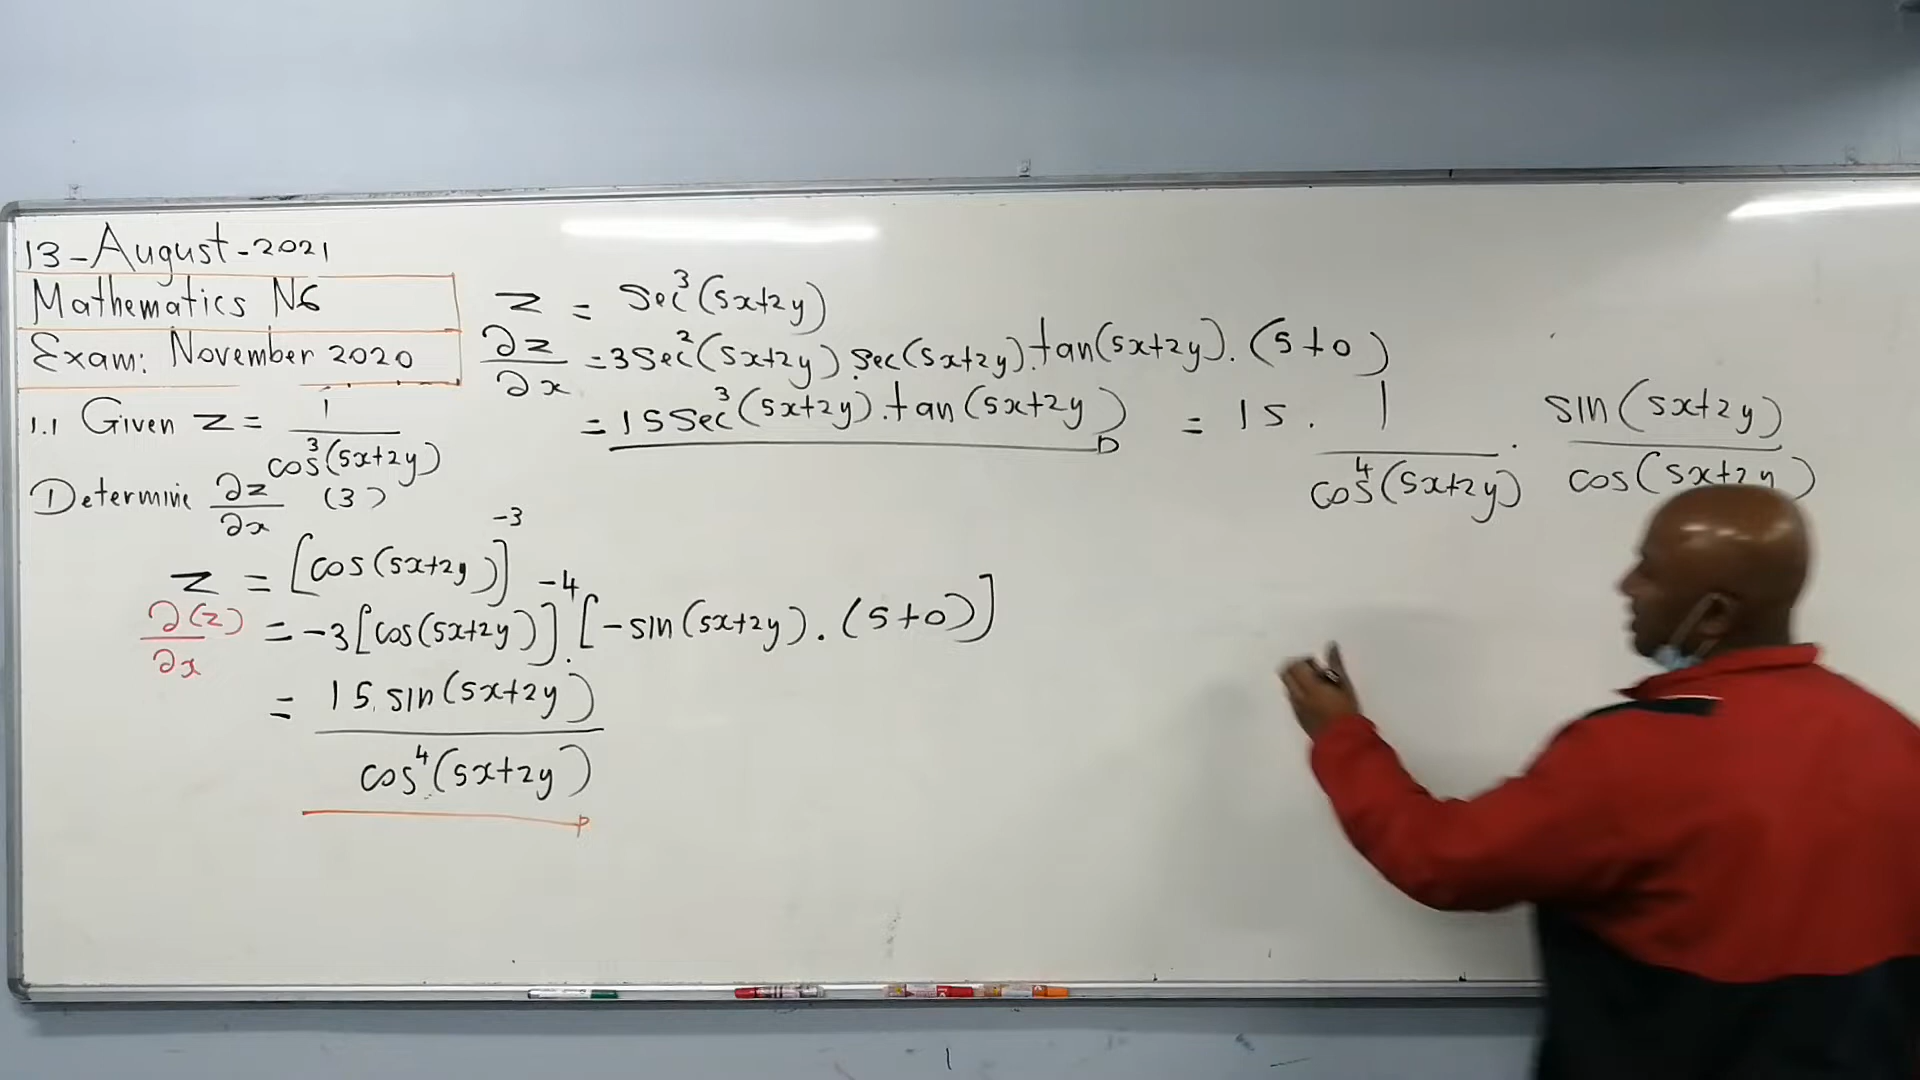 13-August-2021
Mathematics N6
Exam: November 2020
1.1 Given z = 1/cos³(5x+2y)
① Determine ∂z/∂x (3)
z = [cos(5x+2y)]⁻³
∂(z)/∂x = -3[cos(5x+2y)]⁻⁴.[-sin(5x+2y).(5+0)]
= 15.sin(5x+2y)/cos⁴(5x+2y)
z = sec³(5x+2y)
∂z/∂x = 3sec²(5x+2y).sec(5x+2y).tan(5x+2y).(5+0)
= 15sec³(5x+2y).tan(5x+2y)
= 15 . 1/cos⁴(5x+2y) . sin(5x+2y)/cos(5x+2y)